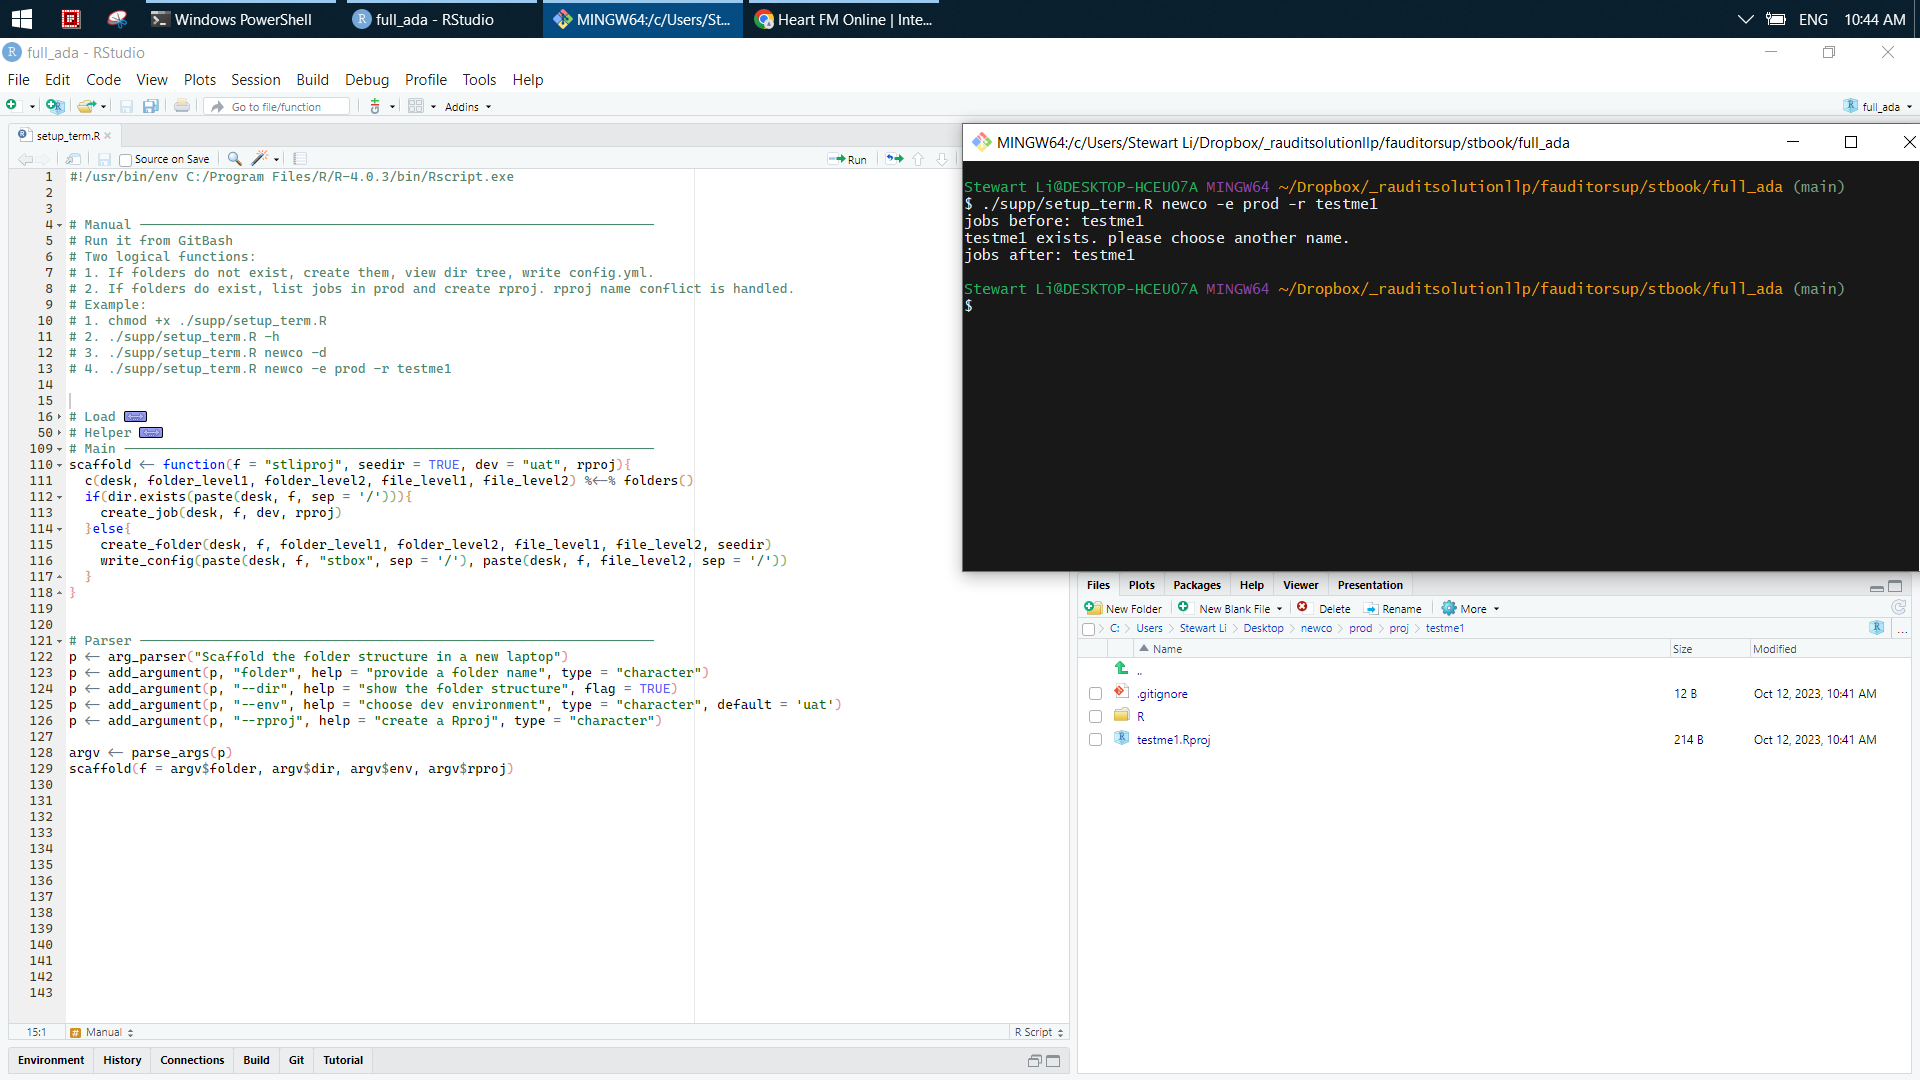 Windows PowerShell
full_ada - RStudio
MINGW64:/c/Users/St...
Heart FM Online | Inte...
ENG
10:44 AM
full_ada - RStudio
File Edit Code View Plots Session Build Debug Profile Tools Help
Go to file/function
Addins
full_ada
setup_term.R
Source on Save
Run
1 #!/usr/bin/env C:/Program Files/R/R-4.0.3/bin/Rscript.exe
2
3
4 # Manual
5 # Run it from GitBash
6 # Two logical functions:
7 # 1. If folders do not exist, create them, view dir tree, write config.yml.
8 # 2. If folders do exist, list jobs in prod and create rproj. rproj name conflict is handled.
9 # Example:
10 # 1. chmod +x ./supp/setup_term.R
11 # 2. ./supp/setup_term.R -h
12 # 3. ./supp/setup_term.R newco -d
13 # 4. ./supp/setup_term.R newco -e prod -r testme1
14
15
16 # Load
50 # Helper
109 # Main
110 scaffold <- function(f = "stliproj", seedir = TRUE, dev = "uat", rproj){
111 c(desk, folder_level1, folder_level2, file_level1, file_level2) %<-% folders()
112 if(dir.exists(paste(desk, f, sep = '/'))){
113 create_job(desk, f, dev, rproj)
114 }else{
115 create_folder(desk, f, folder_level1, folder_level2, file_level1, file_level2, seedir)
116 write_config(paste(desk, f, "stbox", sep = '/'), paste(desk, f, file_level2, sep = '/'))
117 }
118 }
119
120
121 # Parser
122 p <- arg_parser("Scaffold the folder structure in a new laptop")
123 p <- add_argument(p, "folder", help = "provide a folder name", type = "character")
124 p <- add_argument(p, "--dir", help = "show the folder structure", flag = TRUE)
125 p <- add_argument(p, "--env", help = "choose dev environment", type = "character", default = 'uat')
126 p <- add_argument(p, "--rproj", help = "create a Rproj", type = "character")
127
128 argv <- parse_args(p)
129 scaffold(f = argv$folder, argv$dir, argv$env, argv$rproj)
130
131
132
133
134
135
136
137
138
139
140
141
142
143
15:1
# Manual
R Script
Environment History Connections Build Git Tutorial
MINGW64:/c/Users/Stewart Li/Dropbox/_rauditsolutionllp/fauditorsup/stbook/full_ada
Stewart Li@DESKTOP-HCEU07A MINGW64 ~/Dropbox/_rauditsolutionllp/fauditorsup/stbook/full_ada (main)
$ ./supp/setup_term.R newco -e prod -r testme1
jobs before: testme1
testme1 exists. please choose another name.
jobs after: testme1
Stewart Li@DESKTOP-HCEU07A MINGW64 ~/Dropbox/_rauditsolutionllp/fauditorsup/stbook/full_ada (main)
$
Files Plots Packages Help Viewer Presentation
New Folder New Blank File Delete Rename More
C: Users Stewart Li Desktop newco prod proj testme1
...
Name Size Modified
..
.gitignore 12 B Oct 12, 2023, 10:41 AM
R
testme1.Rproj 214 B Oct 12, 2023, 10:41 AM